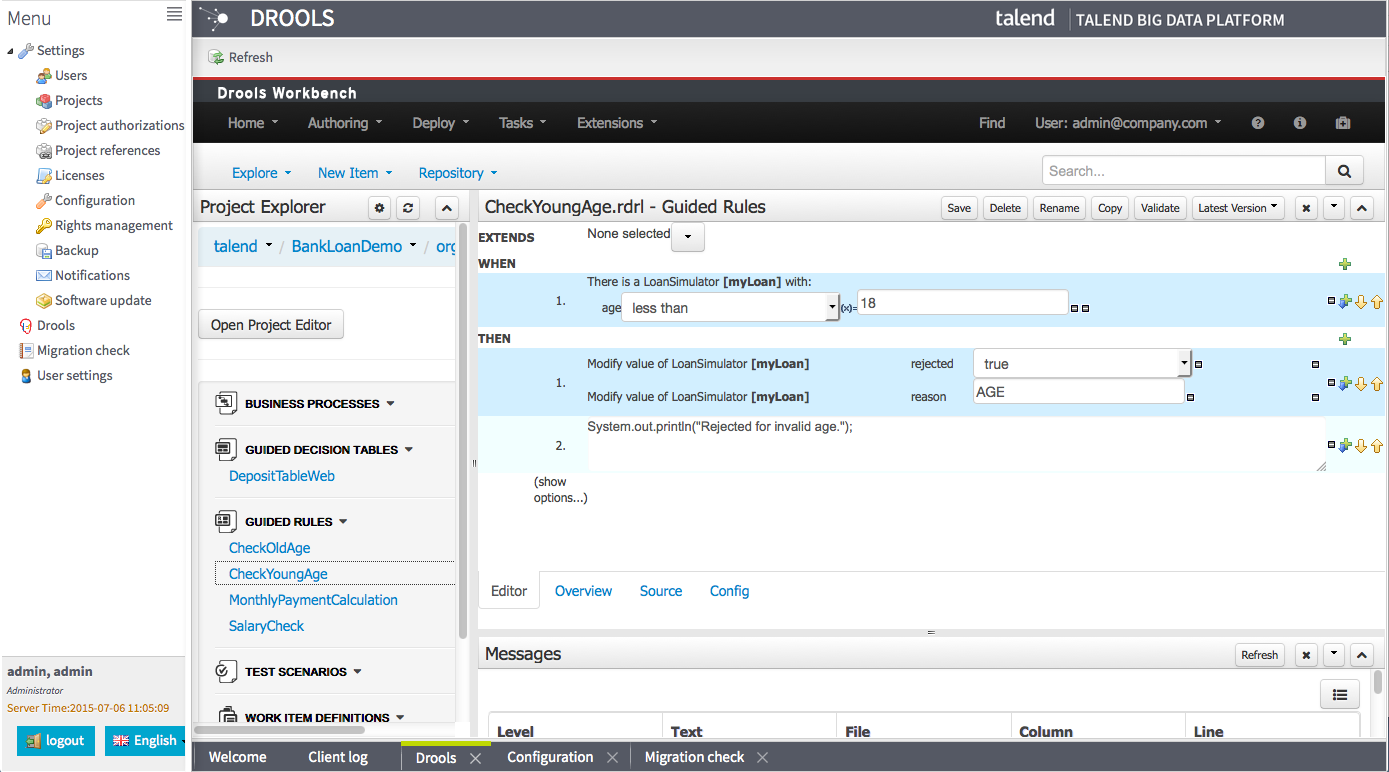 Menu
Settings
Users
Projects
Project authorizations
Project references
Licenses
Configuration
Rights management
Backup
Notifications
Software update
Drools
Migration check
User settings
admin, admin
Administrator
Server Time:2015-07-06 11:05:09
logout
English
DROOLS
talend
TALEND BIG DATA PLATFORM
Refresh
Drools Workbench
Home
Authoring
Deploy
Tasks
Extensions
Find
User: admin@company.com
Explore
New Item
Repository
Search...
Project Explorer
talend / BankLoanDemo / org
Open Project Editor
BUSINESS PROCESSES
GUIDED DECISION TABLES
DepositTableWeb
GUIDED RULES
CheckOldAge
CheckYoungAge
MonthlyPaymentCalculation
SalaryCheck
TEST SCENARIOS
WORK ITEM DEFINITIONS
CheckYoungAge.rdrl - Guided Rules
Save
Delete
Rename
Copy
Validate
Latest Version
EXTENDS
None selected
WHEN
There is a LoanSimulator [myLoan] with:
1.
age
less than
(x)=
18
THEN
1.
Modify value of LoanSimulator [myLoan]
rejected
true
Modify value of LoanSimulator [myLoan]
reason
AGE
2.
System.out.println("Rejected for invalid age.");
(show
options...)
Editor
Overview
Source
Config
Messages
Refresh
Level
Text
File
Column
Line
Welcome
Client log
Drools
Configuration
Migration check